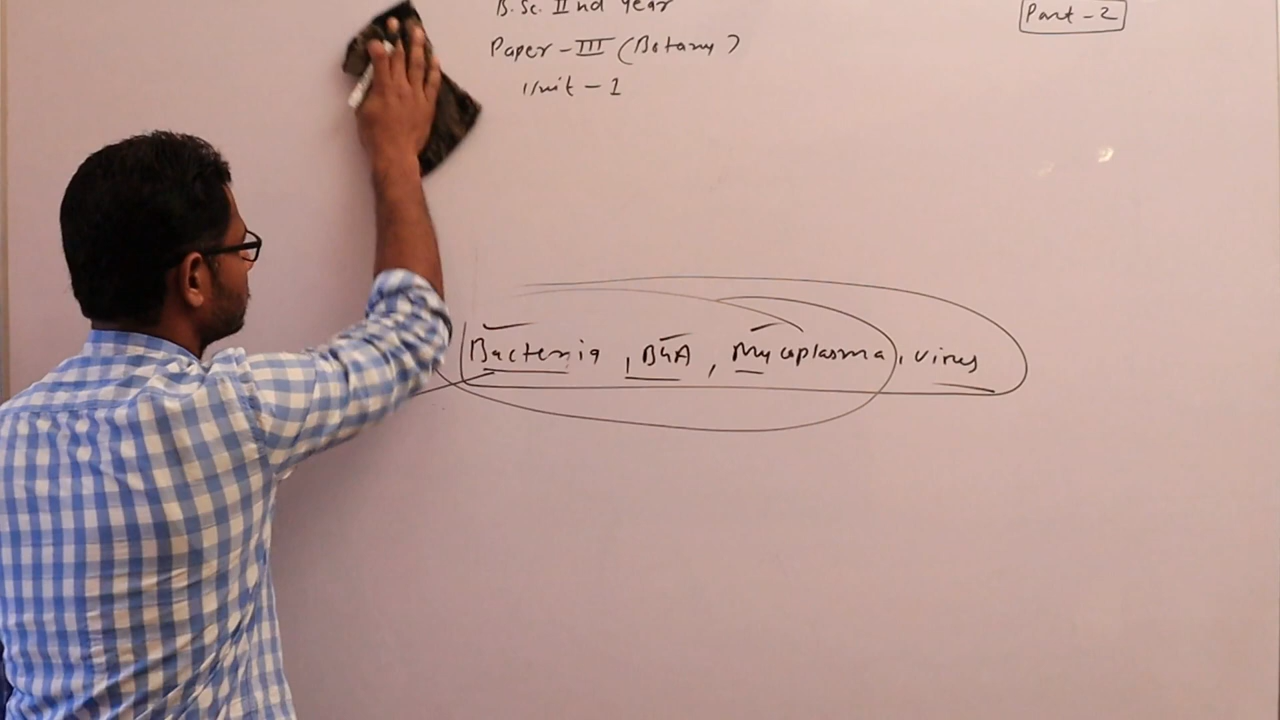 B.Sc. II nd year
Part - 2
Paper - III (Botany)
Unit - 1
Bacteria, BGA, Mycoplasma, Virus